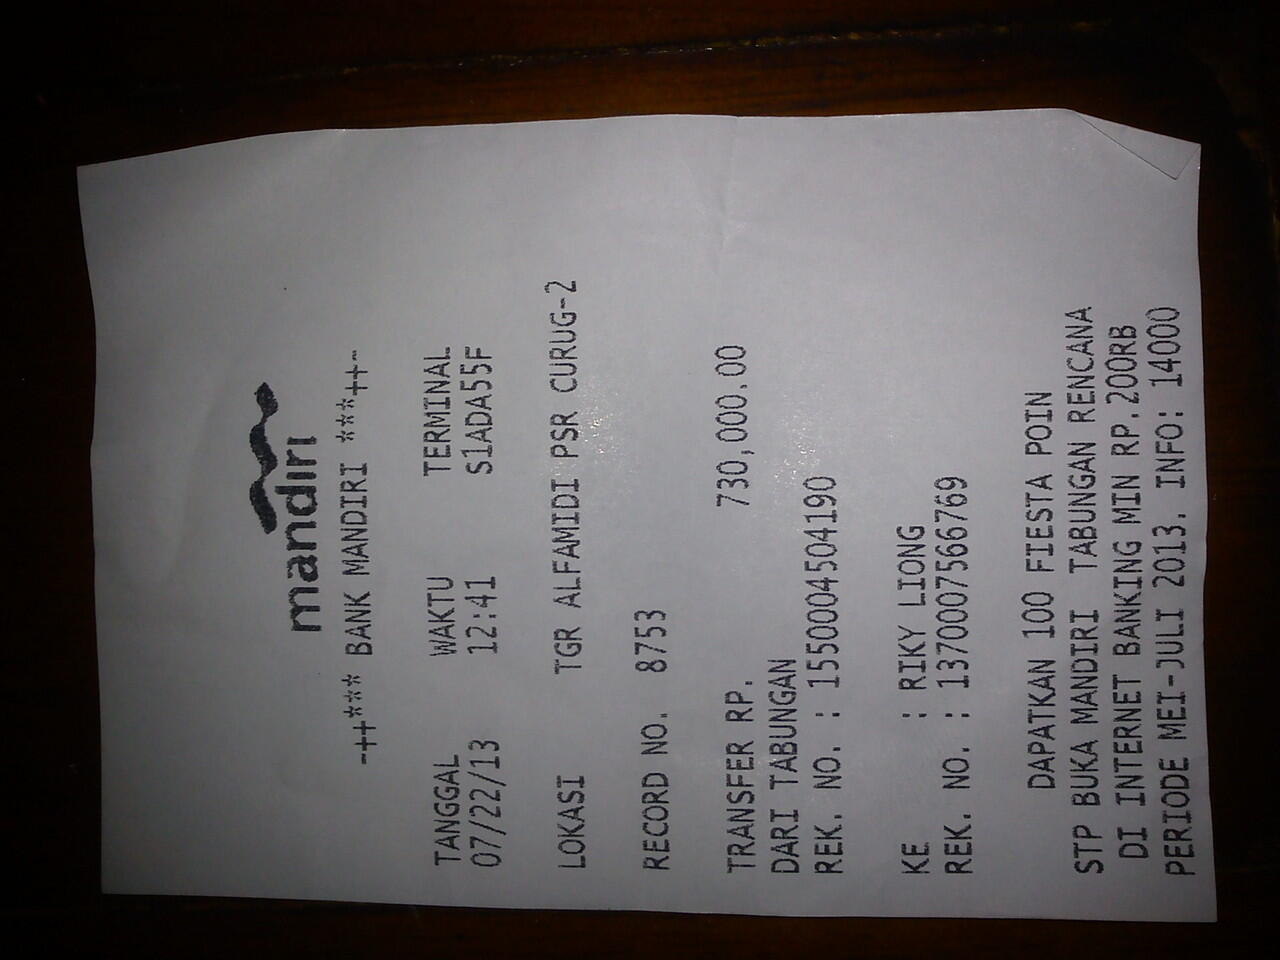 mandırı
-++*** BANK MANDIRI ***++-
TANGGAL WAKTU TERMINAL
07/22/13 12:41 S1ADA55F
LOKASI TGR ALFAMIDI PSR CURUG-2
RECORD NO. 8753
TRANSFER RP. 730,000.00
DARI TABUNGAN
REK. NO. : 1550004504190
KE : RIKY LIONG
REK. NO. : 1370007566769
DAPATKAN 100 FIESTA POIN
STP BUKA MANDIRI TABUNGAN RENCANA
DI INTERNET BANKING MIN RP.200RB
PERIODE MEI-JULI 2013. INFO: 14000